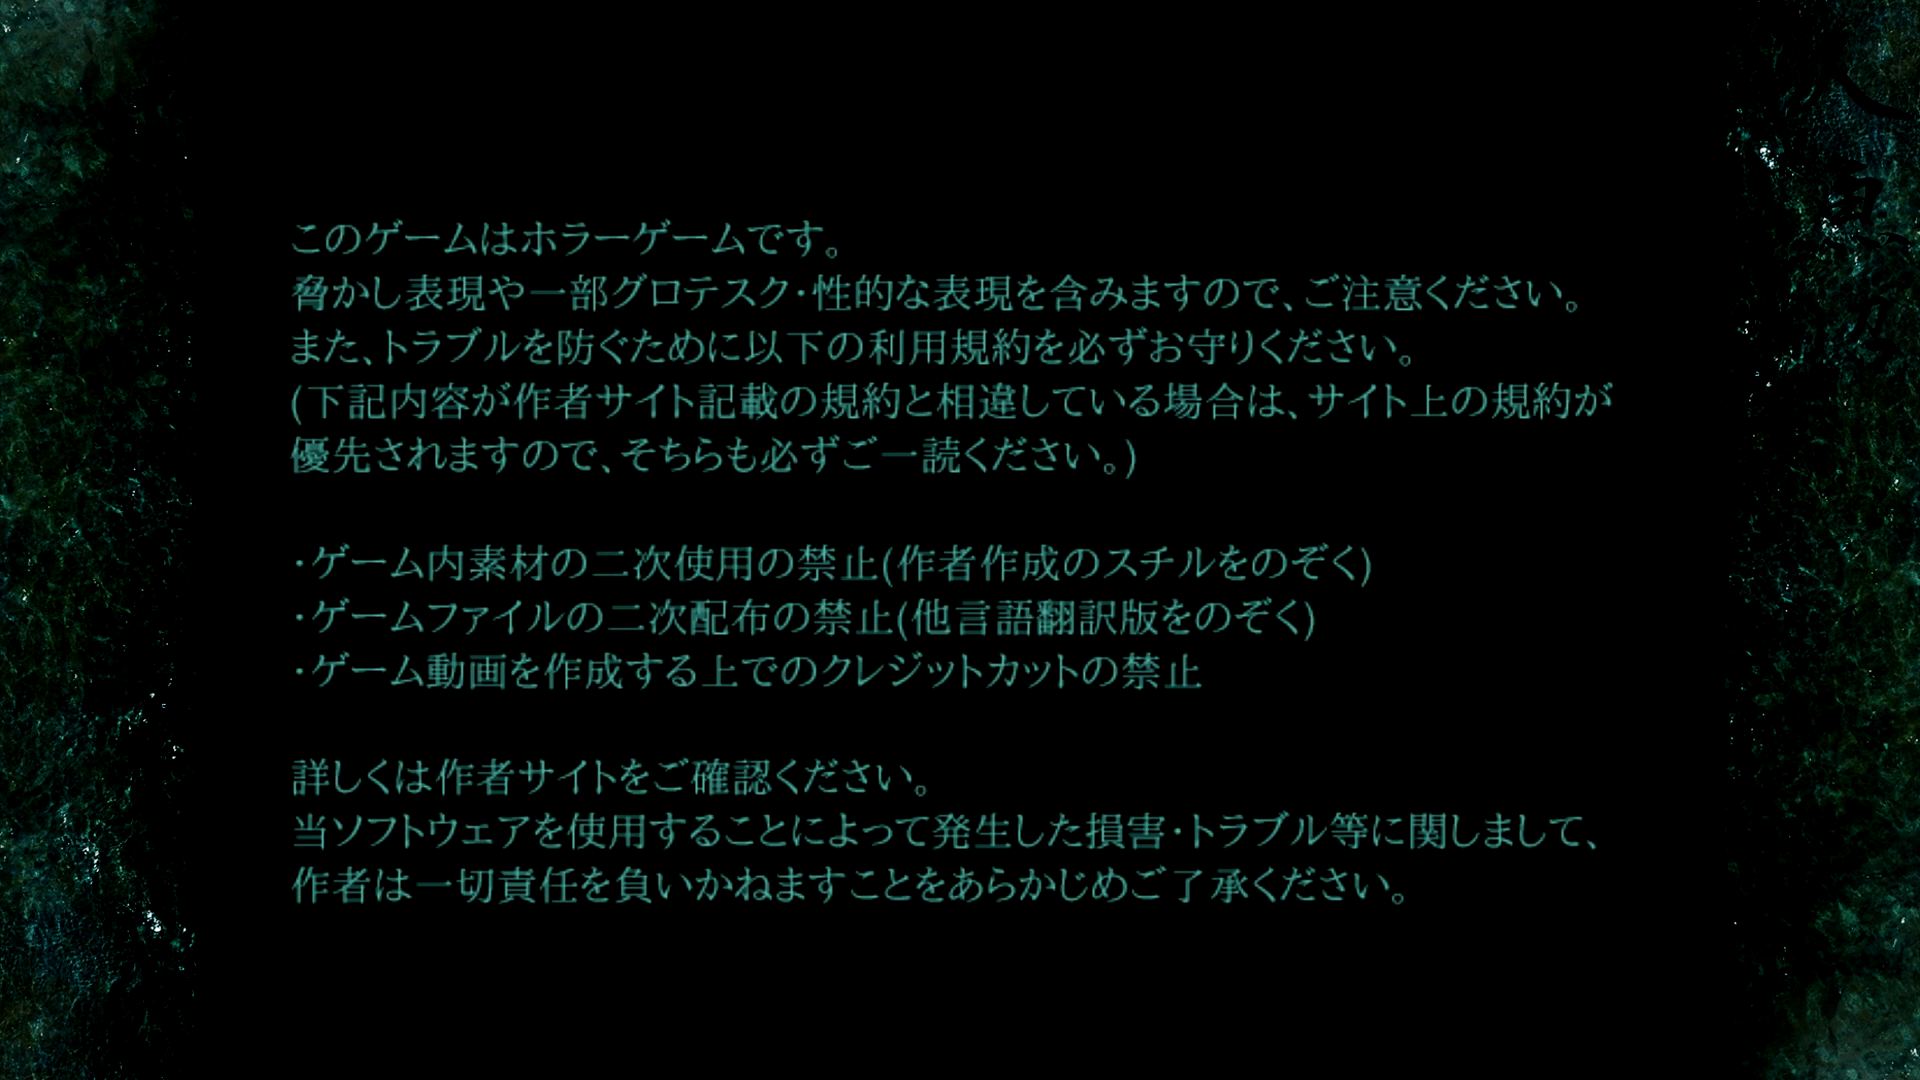 このゲームはホラーゲームです。
脅かし表現や一部グロテスク・性的な表現を含みますので、ご注意ください。
また、トラブルを防ぐために以下の利用規約を必ずお守りください。
(下記内容が作者サイト記載の規約と相違している場合は、サイト上の規約が
優先されますので、そちらも必ずご一読ください。)
・ゲーム内素材の二次使用の禁止(作者作成のスチルをのぞく)
・ゲームファイルの二次配布の禁止(他言語翻訳版をのぞく)
・ゲーム動画を作成する上でのクレジットカットの禁止
詳しくは作者サイトをご確認ください。
当ソフトウェアを使用することによって発生した損害・トラブル等に関しまして、
作者は一切責任を負いかねますことをあらかじめご了承ください。